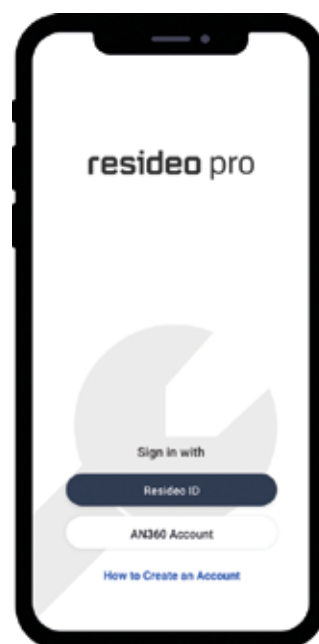 resideo pro
Sign in with
Resideo ID
AN360 Account
How to Create an Account